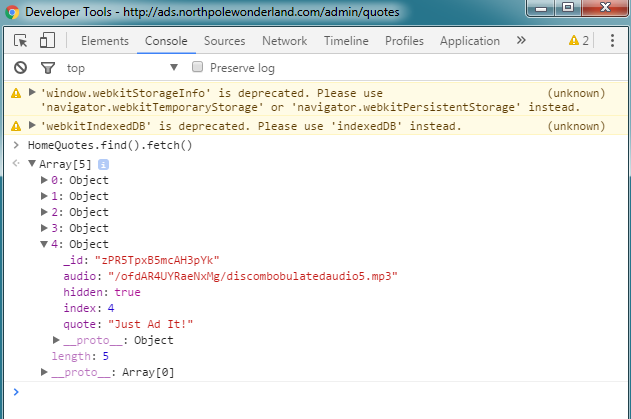 Developer Tools - http://ads.northpolewonderland.com/admin/quotes
Elements Console Sources Network Timeline Profiles Application » 2
top Preserve log
'window.webkitStorageInfo' is deprecated. Please use (unknown)
'navigator.webkitTemporaryStorage' or 'navigator.webkitPersistentStorage' instead.
'webkitIndexedDB' is deprecated. Please use 'indexedDB' instead. (unknown)
> HomeQuotes.find().fetch()
Array[5] i
0: Object
1: Object
2: Object
3: Object
4: Object
_id: "zPR5TpxB5mcAH3pYk"
audio: "/ofdAR4UYRaeNxMg/discombobulatedaudio5.mp3"
hidden: true
index: 4
quote: "Just Ad It!"
__proto__: Object
length: 5
__proto__: Array[0]
>